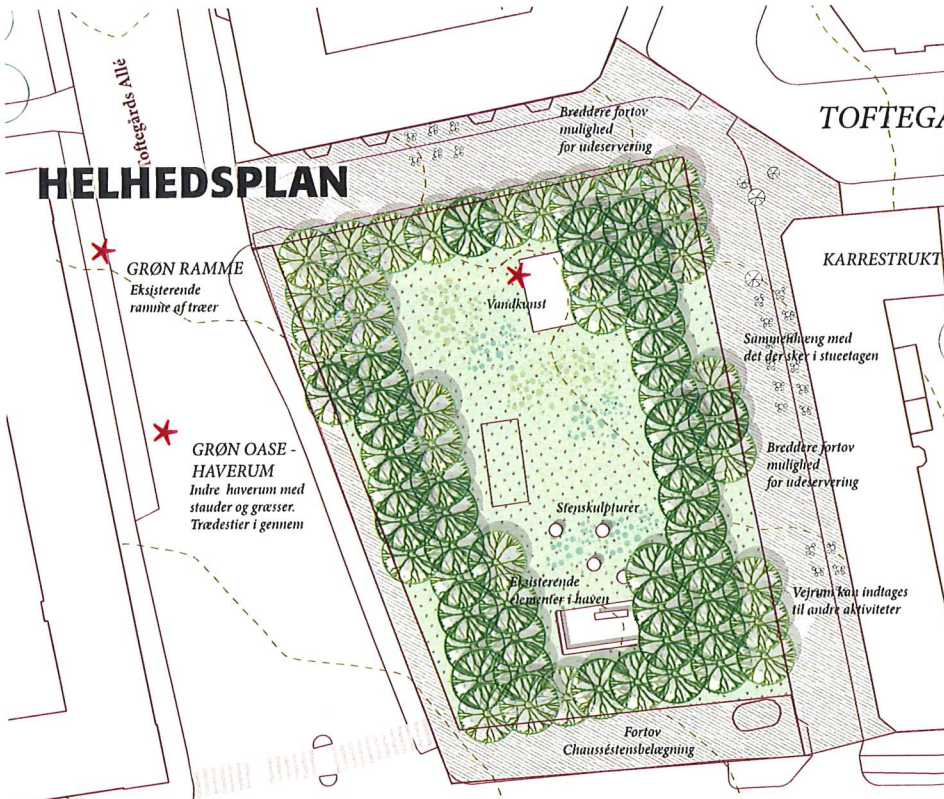 Toftegårds Allé
HELHEDSPLAN
Breddere fortov
mulighed
for udeservering
TOFTEGA
GRØN RAMME
Eksisterende
ramme af træer
Vandkunst
KARRESTRUKT
Sammenhæng med
det der sker i stueetagen
GRØN OASE -
HAVERUM
Indre haverum med
stauder og græsser.
Trædestier i gennem
Breddere fortov
mulighed
for udeservering
Stenskulpturer
Eksisterende
elementer i haven
Vejrum kan indtages
til andre aktiviteter
Fortov
Chausséstensbelægning